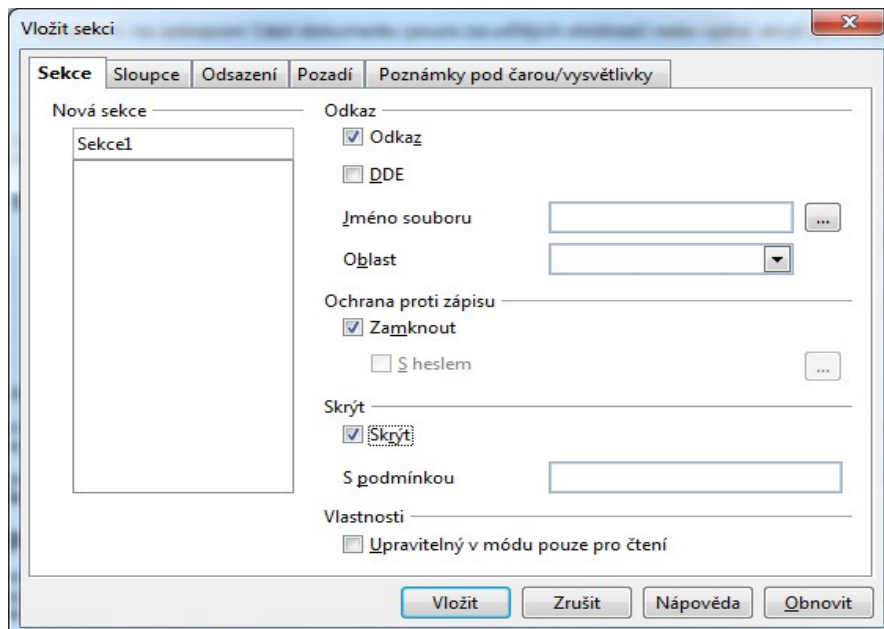 Vložit sekci
Sekce Sloupce Odsazení Pozadí Poznámky pod čarou/vysvětlivky
Nová sekce
Sekce1
Odkaz
Odkaz
DDE
Jméno souboru ...
Oblast
Ochrana proti zápisu
Zamknout
S heslem ...
Skrýt
Skrýt
S podmínkou
Vlastnosti
Upravitelný v módu pouze pro čtení
Vložit Zrušit Nápověda Obnovit